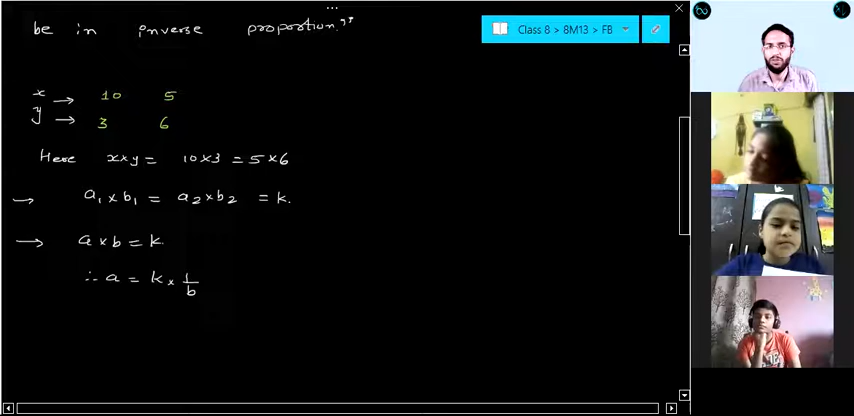 be in inverse proportion."
Class 8 > 8M13 > FB
x → 10 5
y → 3 6
Here x×y = 10×3 = 5×6
→ a₁ × b₁ = a₂ × b₂ = k.
→ a × b = k.
∴ a = k × 1/b